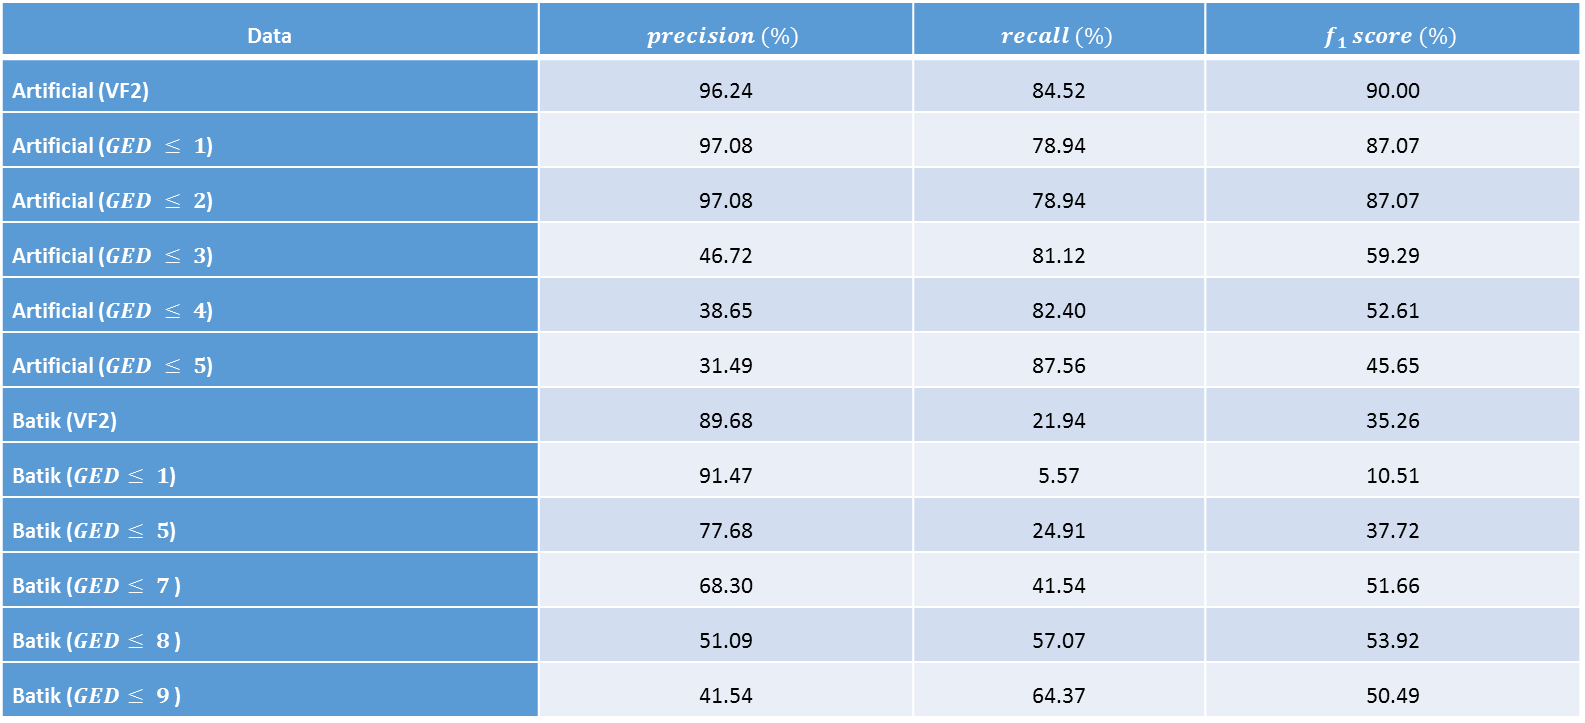 Data precision (%) recall (%) f₁ score (%)
Artificial (VF2) 96.24 84.52 90.00
Artificial (GED ≤ 1) 97.08 78.94 87.07
Artificial (GED ≤ 2) 97.08 78.94 87.07
Artificial (GED ≤ 3) 46.72 81.12 59.29
Artificial (GED ≤ 4) 38.65 82.40 52.61
Artificial (GED ≤ 5) 31.49 87.56 45.65
Batik (VF2) 89.68 21.94 35.26
Batik (GED ≤ 1) 91.47 5.57 10.51
Batik (GED ≤ 5) 77.68 24.91 37.72
Batik (GED ≤ 7 ) 68.30 41.54 51.66
Batik (GED ≤ 8 ) 51.09 57.07 53.92
Batik (GED ≤ 9 ) 41.54 64.37 50.49